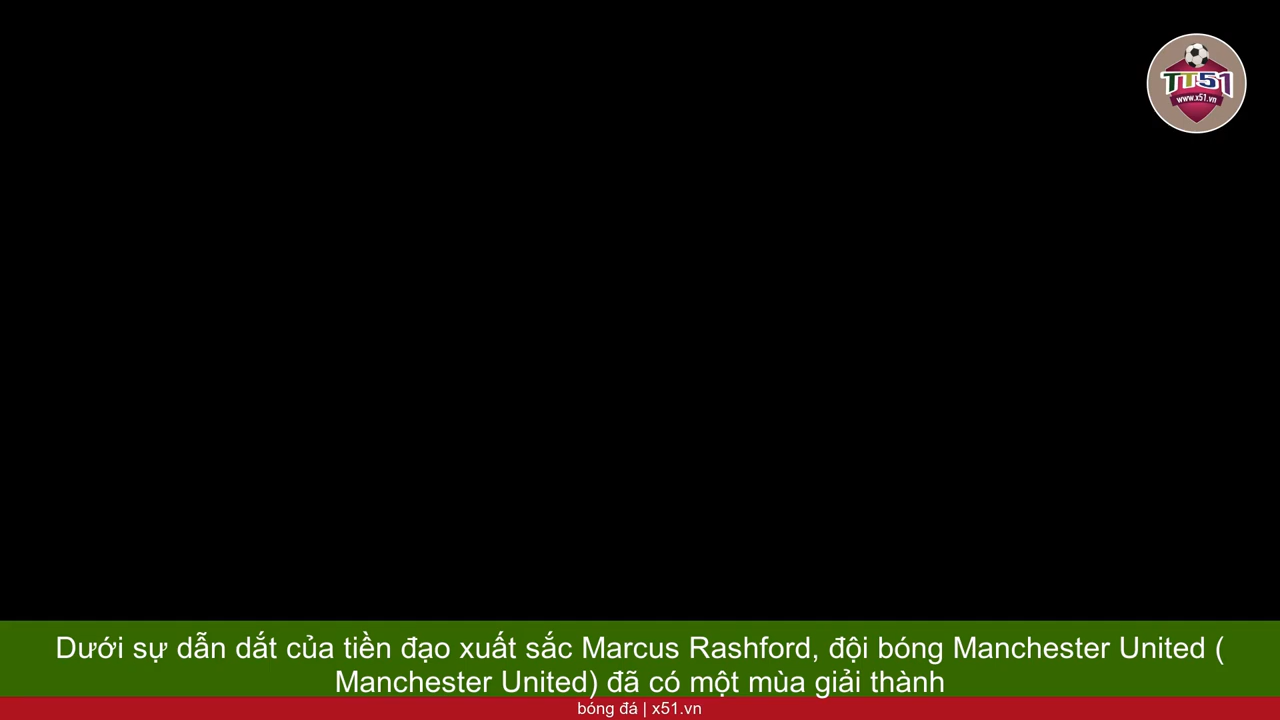 TT51
www.x51.vn
Dưới sự dẫn dắt của tiền đạo xuất sắc Marcus Rashford, đội bóng Manchester United (
Manchester United) đã có một mùa giải thành
bóng đá | x51.vn